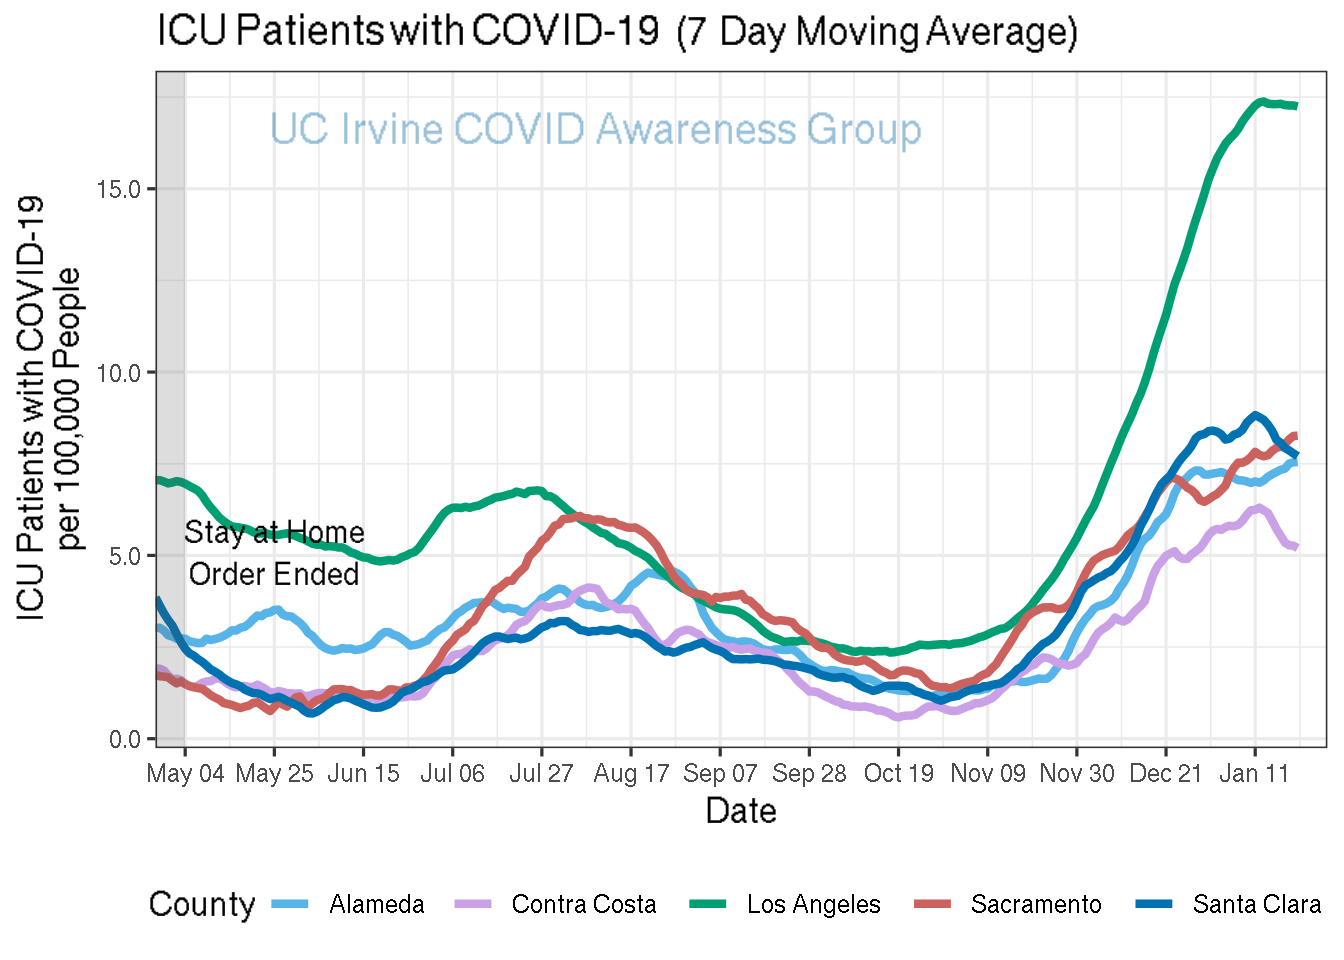 ICU Patients with COVID-19 (7 Day Moving Average)
UC Irvine COVID Awareness Group
ICU Patients with COVID-19
per 100,000 People
15.0
10.0
5.0
0.0
Stay at Home
Order Ended
May 04 May 25 Jun 15 Jul 06 Jul 27 Aug 17 Sep 07 Sep 28 Oct 19 Nov 09 Nov 30 Dec 21 Jan 11
Date
County Alameda Contra Costa Los Angeles Sacramento Santa Clara